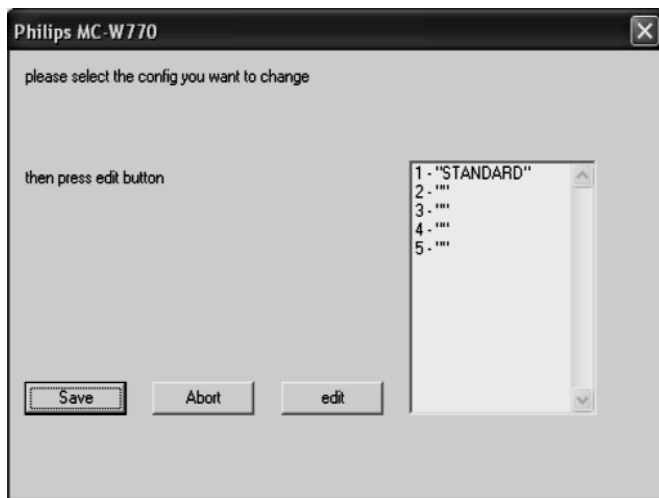 Philips MC-W770
please select the config you want to change
then press edit button
1 - "STANDARD"
2 - ""
3 - ""
4 - ""
5 - ""
Save Abort edit